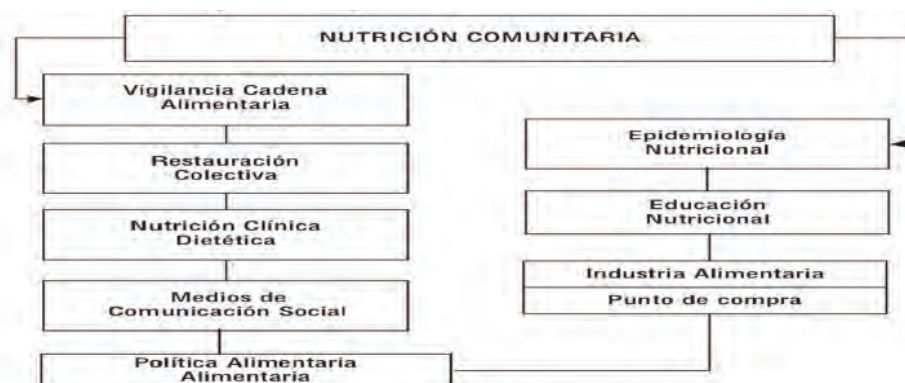 NUTRICIÓN COMUNITARIA
Vigilancia Cadena
Alimentaria
Restauración
Colectiva
Nutrición Clínica
Dietética
Medios de
Comunicación Social
Política Alimentaria
Alimentaria
Epidemiología
Nutricional
Educación
Nutricional
Industria Alimentaria
Punto de compra